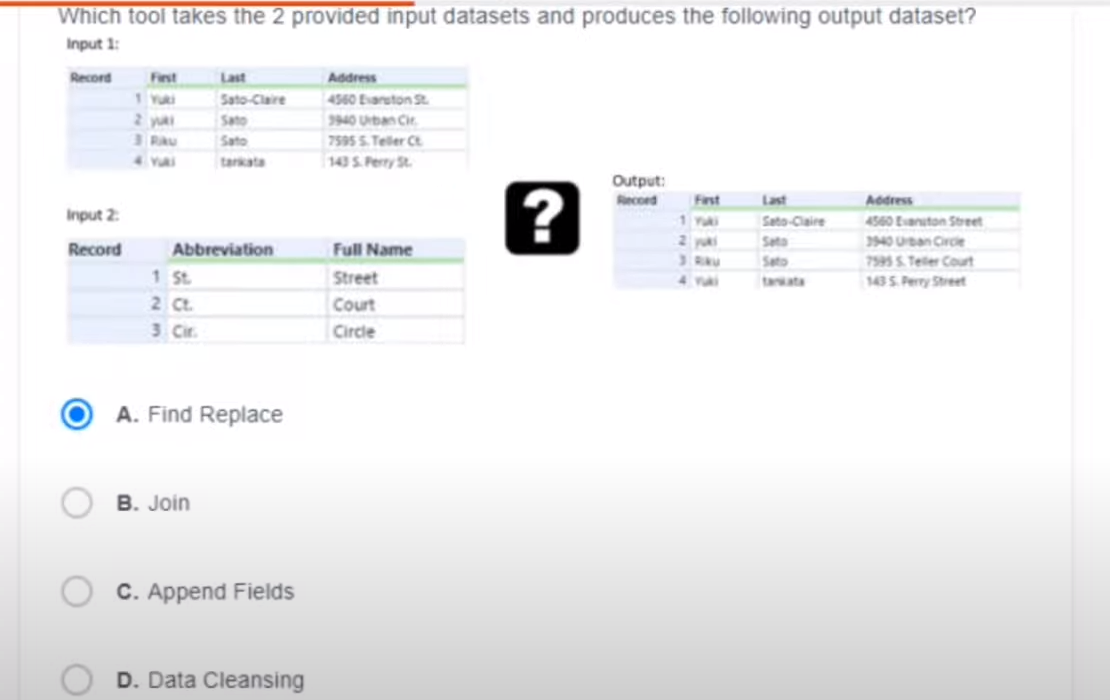 Which tool takes the 2 provided input datasets and produces the following output dataset?
Input 1:
Record First Last Address
1 Yuki Sato-Claire 4560 Evanston St.
2 yuki Sato 3940 Urban Cir.
3 Riku Sato 7595 S. Teller Ct.
4 Yuki tankata 143 S. Perry St.
Input 2:
Record Abbreviation Full Name
1 St. Street
2 Ct. Court
3 Cir. Circle
?
Output:
Record First Last Address
1 Yuki Sato-Claire 4560 Evanston Street
2 yuki Sato 3940 Urban Circle
3 Riku Sato 7595 S. Teller Court
4 Yuki tankata 143 S. Perry Street
A. Find Replace
B. Join
C. Append Fields
D. Data Cleansing